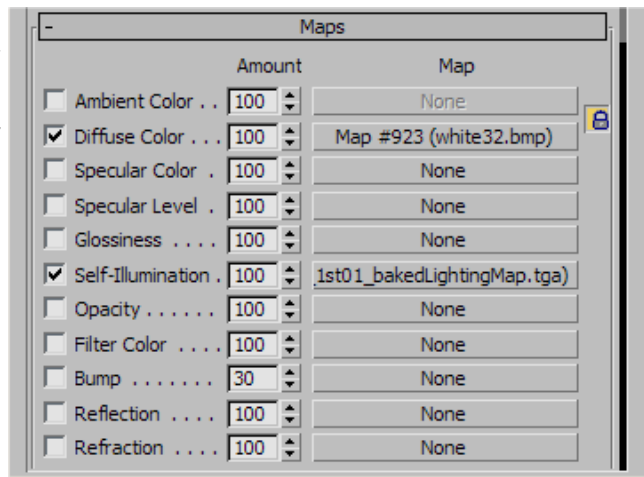 - Maps
Amount Map
Ambient Color . . 100 None
Diffuse Color . . . 100 Map #923 (white32.bmp)
Specular Color . 100 None
Specular Level . 100 None
Glossiness . . . . 100 None
Self-Illumination . 100 _1st01_bakedLightingMap.tga)
Opacity . . . . . . 100 None
Filter Color . . . . 100 None
Bump . . . . . . . 30 None
Reflection . . . . 100 None
Refraction . . . . 100 None